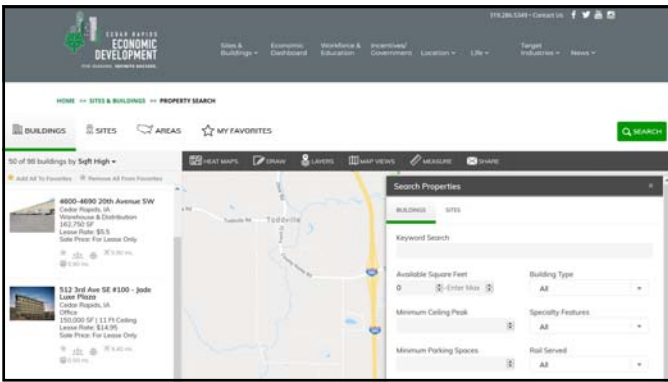 319.286.5349 • Contact Us
CEDAR RAPIDS
ECONOMIC
DEVELOPMENT
Sites &
Buildings
Economic
Dashboard
Workforce &
Education
Incentives/
Government
Location
Life
Target
Industries
News
HOME >> SITES & BUILDINGS >> PROPERTY SEARCH
BUILDINGS
SITES
AREAS
MY FAVORITES
SEARCH
50 of 98 buildings by Sqft High
HEAT MAPS
DRAW
LAYERS
MAP VIEWS
MEASURE
SHARE
Add All To Favorites
Remove All From Favorites
4600-4690 20th Avenue SW
Cedar Rapids, IA
Warehouse & Distribution
162,750 SF
Lease Rate: $5.5
Sale Price: For Lease Only
512 3rd Ave SE #100 - Jade
Luxe Plaza
Cedar Rapids, IA
Office
150,000 SF | 11 Ft Ceiling
Lease Rate: $14.95
Sale Price: For Lease Only
Toddville
Search Properties
×
BUILDINGS
SITES
Keyword Search
Available Square Feet
Building Type
0
-Enter Max
All
Minimum Ceiling Peak
Specialty Features
All
Minimum Parking Spaces
Rail Served
All